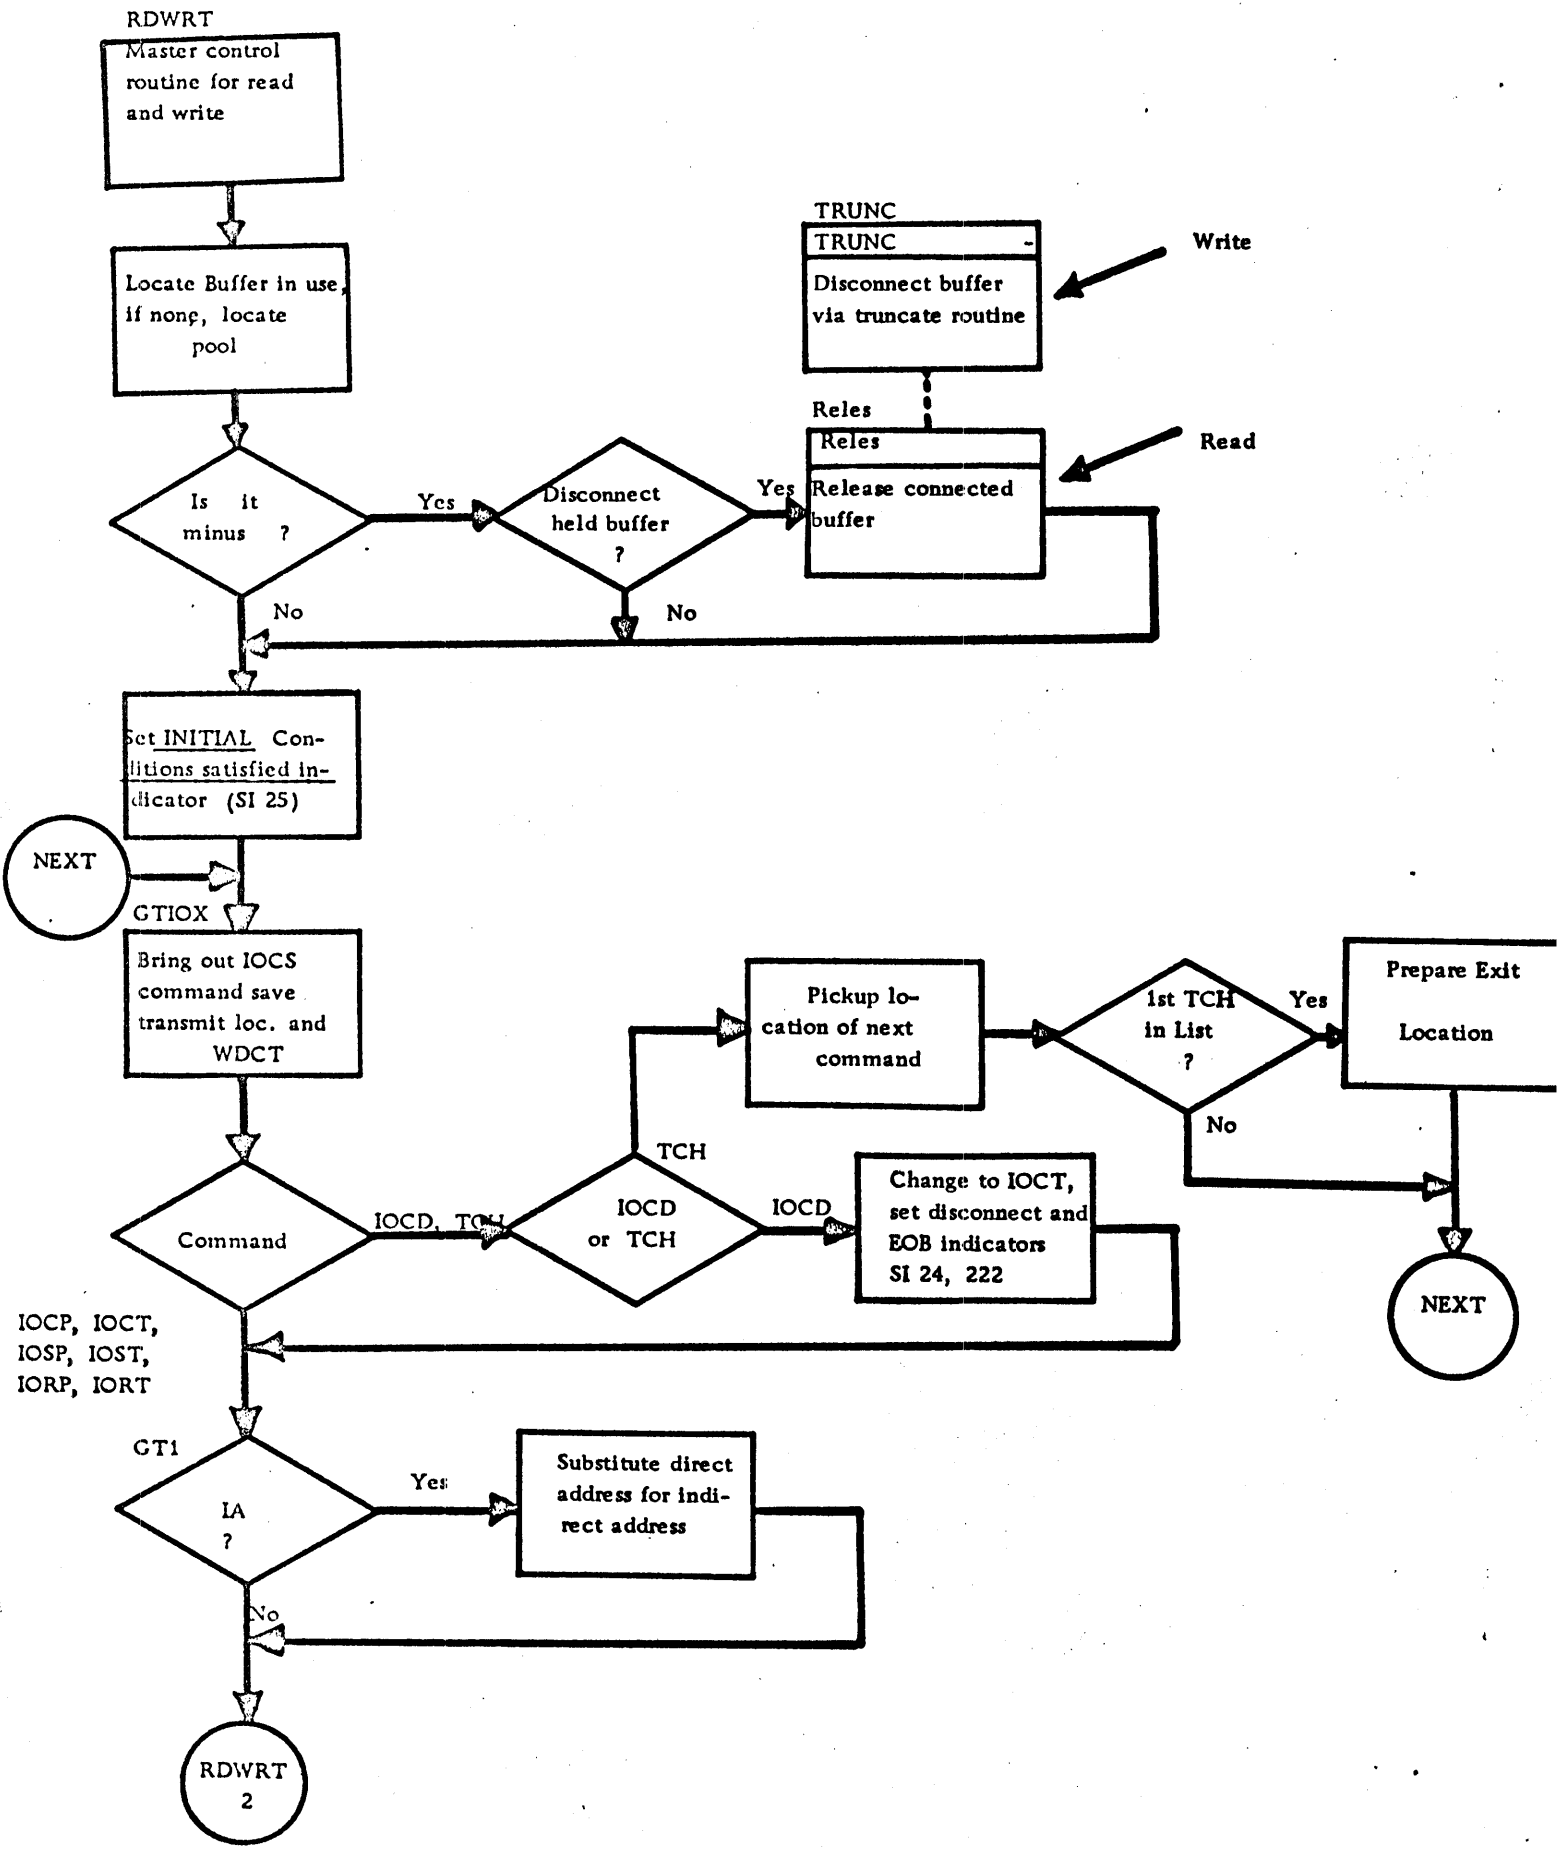 RDWRT
Master control
routine for read
and write
Locate Buffer in use,
if none, locate
pool
Is it
minus ?
Yes
No
Disconnect
held buffer
?
Yes
No
TRUNC
TRUNC -
Disconnect buffer
via truncate routine
Write
Reles
Reles
Release connected
buffer
Read
Set INITIAL Con-
ditions satisfied in-
dicator (SI 25)
NEXT
GTIOX
Bring out IOCS
command save
transmit loc. and
WDCT
Command
IOCD, TCH
IOCD
or TCH
TCH
Pickup lo-
cation of next
command
1st TCH
in List
?
Yes
No
Prepare Exit
Location
NEXT
IOCD
Change to IOCT,
set disconnect and
EOB indicators
SI 24, 222
IOCP, IOCT,
IOSP, IOST,
IORP, IORT
GT1
IA
?
Yes
Substitute direct
address for indi-
rect address
No
RDWRT
2